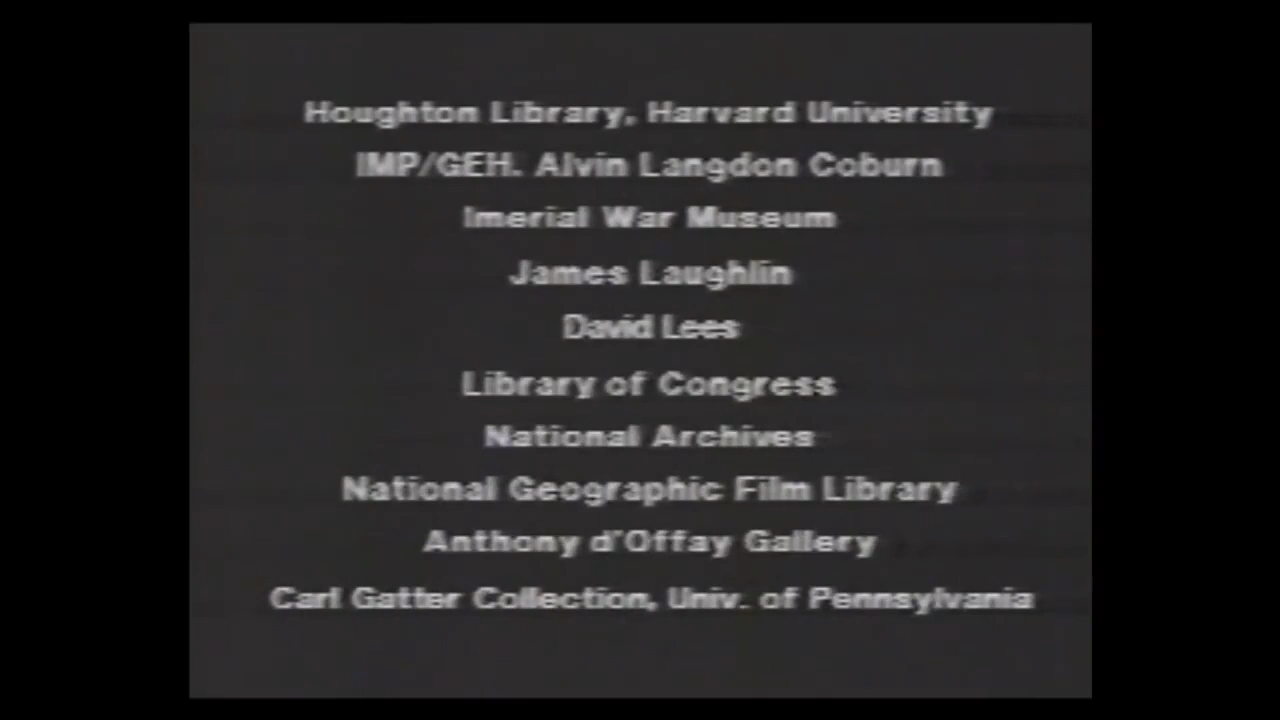 Houghton Library, Harvard University
IMP/GEH. Alvin Langdon Coburn
Imerial War Museum
James Laughlin
David Lees
Library of Congress
National Archives
National Geographic Film Library
Anthony d'Offay Gallery
Carl Gatter Collection, Univ. of Pennsylvania